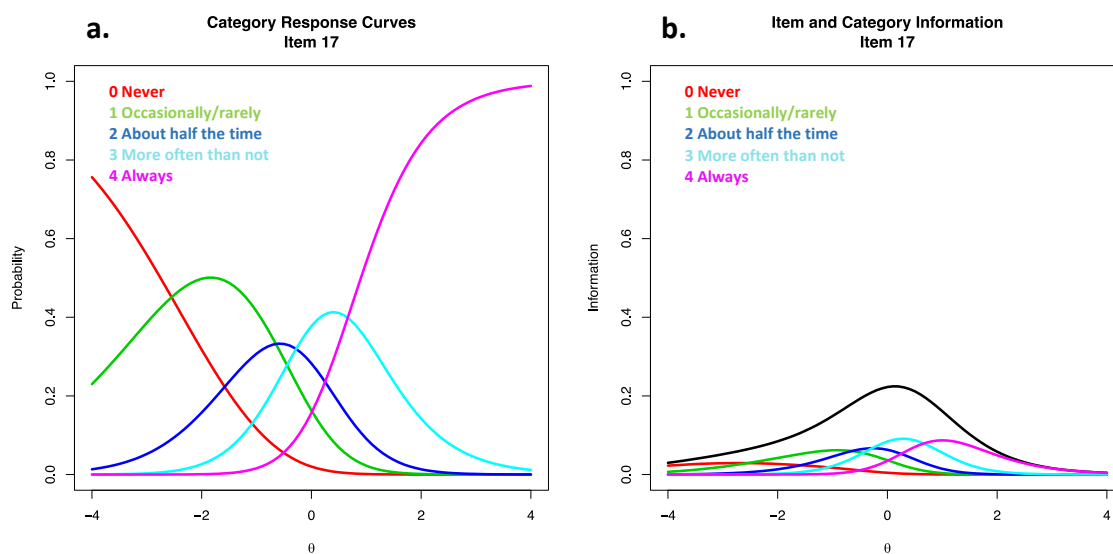 a.
Category Response Curves
Item 17
0 Never
1 Occasionally/rarely
2 About half the time
3 More often than not
4 Always
Probability
0.0
0.2
0.4
0.6
0.8
1.0
−4
−2
0
2
4
θ
b.
Item and Category Information
Item 17
0 Never
1 Occasionally/rarely
2 About half the time
3 More often than not
4 Always
Information
0.0
0.2
0.4
0.6
0.8
1.0
−4
−2
0
2
4
θ